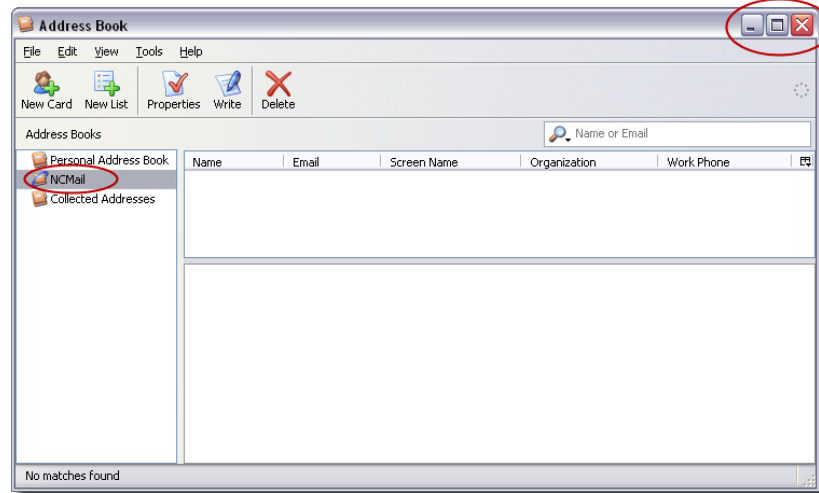 Address Book
File Edit View Tools Help
New Card New List Properties Write Delete
Address Books Name or Email
Personal Address Book Name Email Screen Name Organization Work Phone
NCMail
Collected Addresses
No matches found